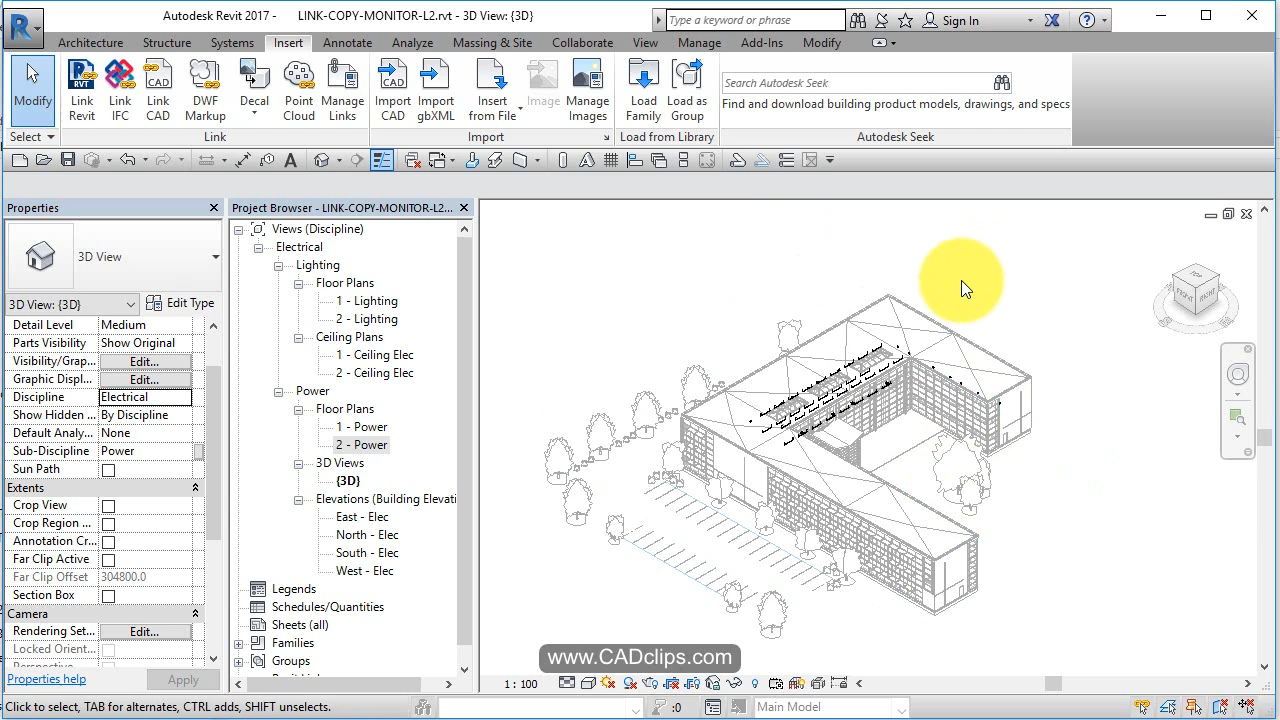 Autodesk Revit 2017 - LINK-COPY-MONITOR-L2.rvt - 3D View: {3D}
Type a keyword or phrase
Sign In
Architecture Structure Systems Insert Annotate Analyze Massing & Site Collaborate View Manage Add-Ins Modify
Modify
Link Revit
Link IFC
Link CAD
DWF Markup
Decal
Point Cloud
Manage Links
Import CAD
Import gbXML
Insert from File
Image
Manage Images
Load Family
Load as Group
Search Autodesk Seek
Find and download building product models, drawings, and specs
Select
Link
Import
Load from Library
Autodesk Seek
Properties
3D View
3D View: {3D}
Edit Type
Detail Level Medium
Parts Visibility Show Original
Visibility/Grap... Edit...
Graphic Displ... Edit...
Discipline Electrical
Show Hidden ... By Discipline
Default Analy... None
Sub-Discipline Power
Sun Path
Extents
Crop View
Crop Region ...
Annotation Cr...
Far Clip Active
Far Clip Offset 304800.0
Section Box
Camera
Rendering Set... Edit...
Locked Orient...
Properties help
Apply
Project Browser - LINK-COPY-MONITOR-L2...
Views (Discipline)
Electrical
Lighting
Floor Plans
1 - Lighting
2 - Lighting
Ceiling Plans
1 - Ceiling Elec
2 - Ceiling Elec
Power
Floor Plans
1 - Power
2 - Power
3D Views
{3D}
Elevations (Building Elevati
East - Elec
North - Elec
South - Elec
West - Elec
Legends
Schedules/Quantities
Sheets (all)
Families
Groups
RIGHT
www.CADclips.com
1 : 100
Click to select, TAB for alternates, CTRL adds, SHIFT unselects.
:0
Main Model